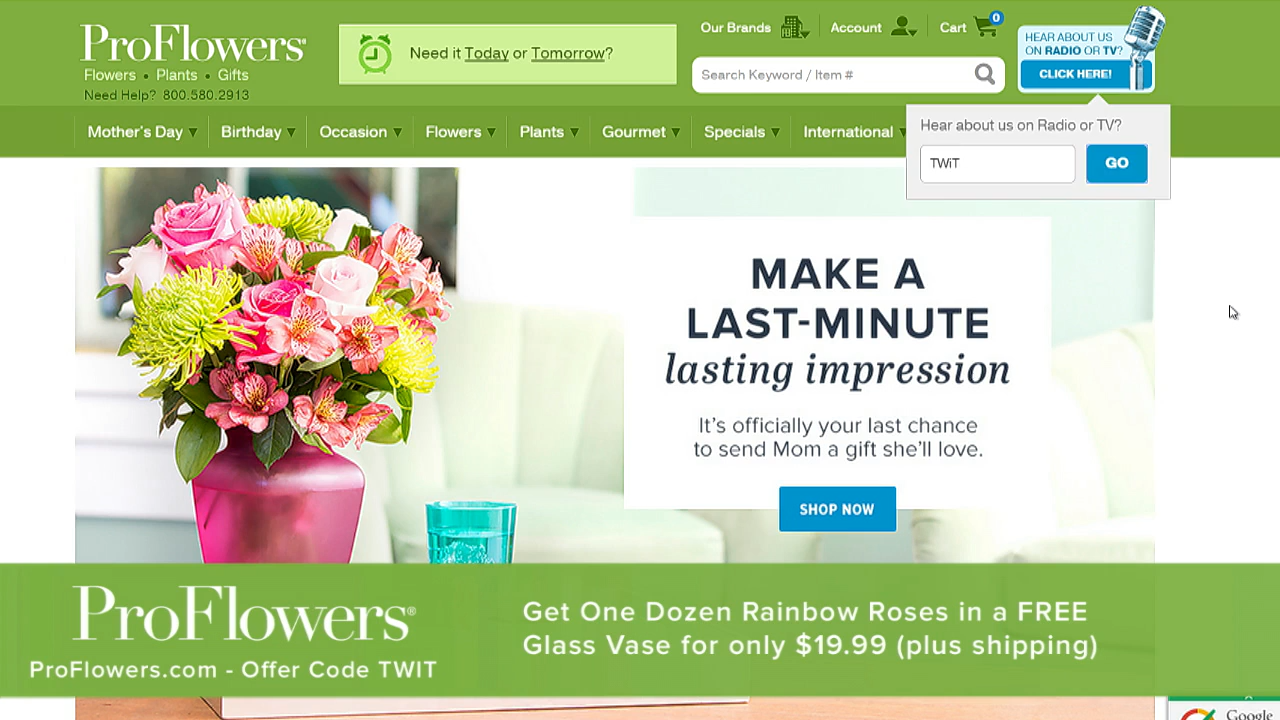 ProFlowers®
Flowers • Plants • Gifts
Need Help? 800.580.2913
Need it Today or Tomorrow?
Our Brands
Account
Cart
0
Search Keyword / Item #
HEAR ABOUT US
ON RADIO OR TV?
CLICK HERE!
Mother's Day
Birthday
Occasion
Flowers
Plants
Gourmet
Specials
International
Hear about us on Radio or TV?
TWiT
GO
MAKE A
LAST-MINUTE
lasting impression
It's officially your last chance
to send Mom a gift she'll love.
SHOP NOW
ProFlowers®
ProFlowers.com - Offer Code TWIT
Get One Dozen Rainbow Roses in a FREE
Glass Vase for only $19.99 (plus shipping)
Google